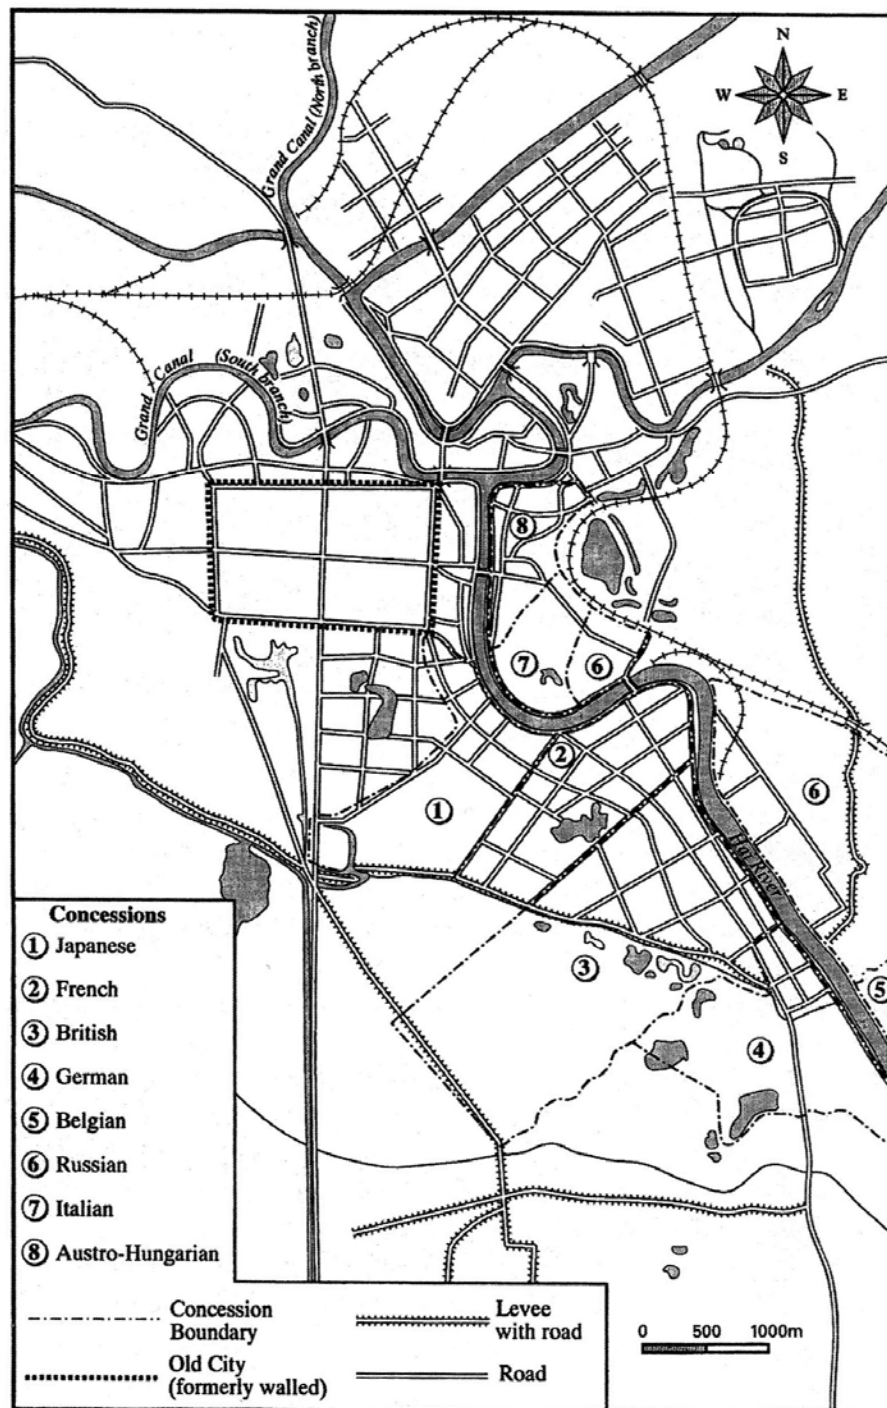 N
W E
S
Grand Canal (North branch)
Grand Canal (South branch)
8
7
6
2
1
6
Hai River
3
5
4
Concessions
1 Japanese
2 French
3 British
4 German
5 Belgian
6 Russian
7 Italian
8 Austro-Hungarian
Concession
Boundary
Old City
(formerly walled)
Levee
with road
Road
0 500 1000m